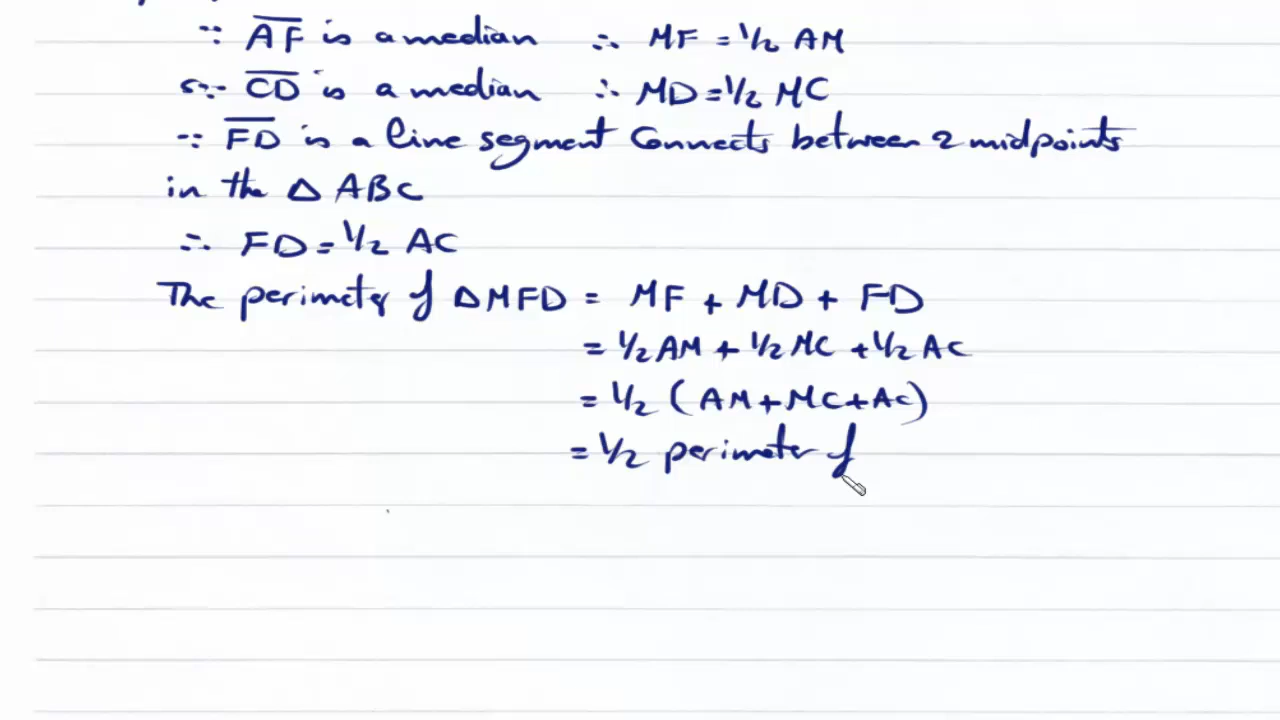 ∵ AF is a median ∴ MF = 1/2 AM
∵ CD is a median ∴ MD = 1/2 MC
∵ FD is a line segment Connects between 2 midpoints
in the △ ABC
∴ FD = 1/2 AC
The perimeter of △MFD = MF + MD + FD
= 1/2 AM + 1/2 MC + 1/2 AC
= 1/2 (AM+MC+AC)
= 1/2 perimeter of